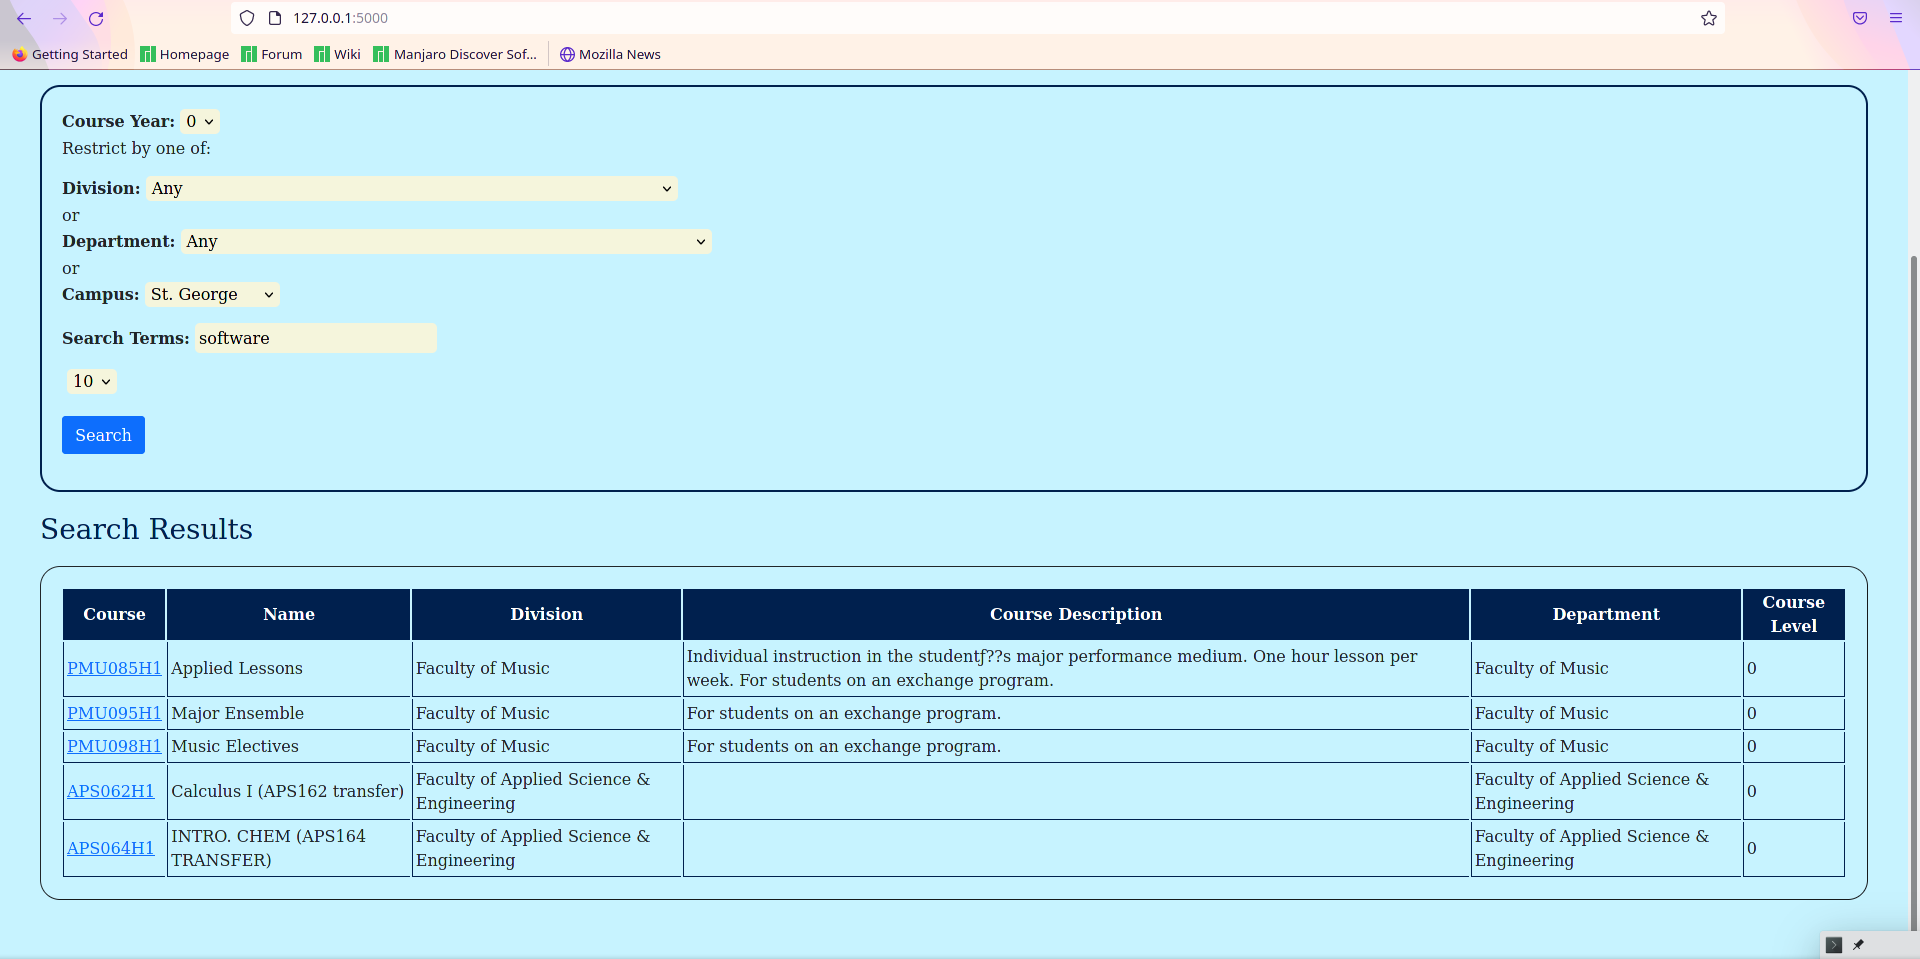 127.0.0.1:5000
Getting Started Homepage Forum Wiki Manjaro Discover Sof... Mozilla News
Course Year: 0
Restrict by one of:
Division: Any
or
Department: Any
or
Campus: St. George
Search Terms: software
10
Search
Search Results
Course Name Division Course Description Department Course Level
PMU085H1 Applied Lessons Faculty of Music Individual instruction in the studentƒ??s major performance medium. One hour lesson per
week. For students on an exchange program. Faculty of Music 0
PMU095H1 Major Ensemble Faculty of Music For students on an exchange program. Faculty of Music 0
PMU098H1 Music Electives Faculty of Music For students on an exchange program. Faculty of Music 0
APS062H1 Calculus I (APS162 transfer) Faculty of Applied Science &
Engineering Faculty of Applied Science &
Engineering 0
APS064H1 INTRO. CHEM (APS164
TRANSFER) Faculty of Applied Science &
Engineering Faculty of Applied Science &
Engineering 0